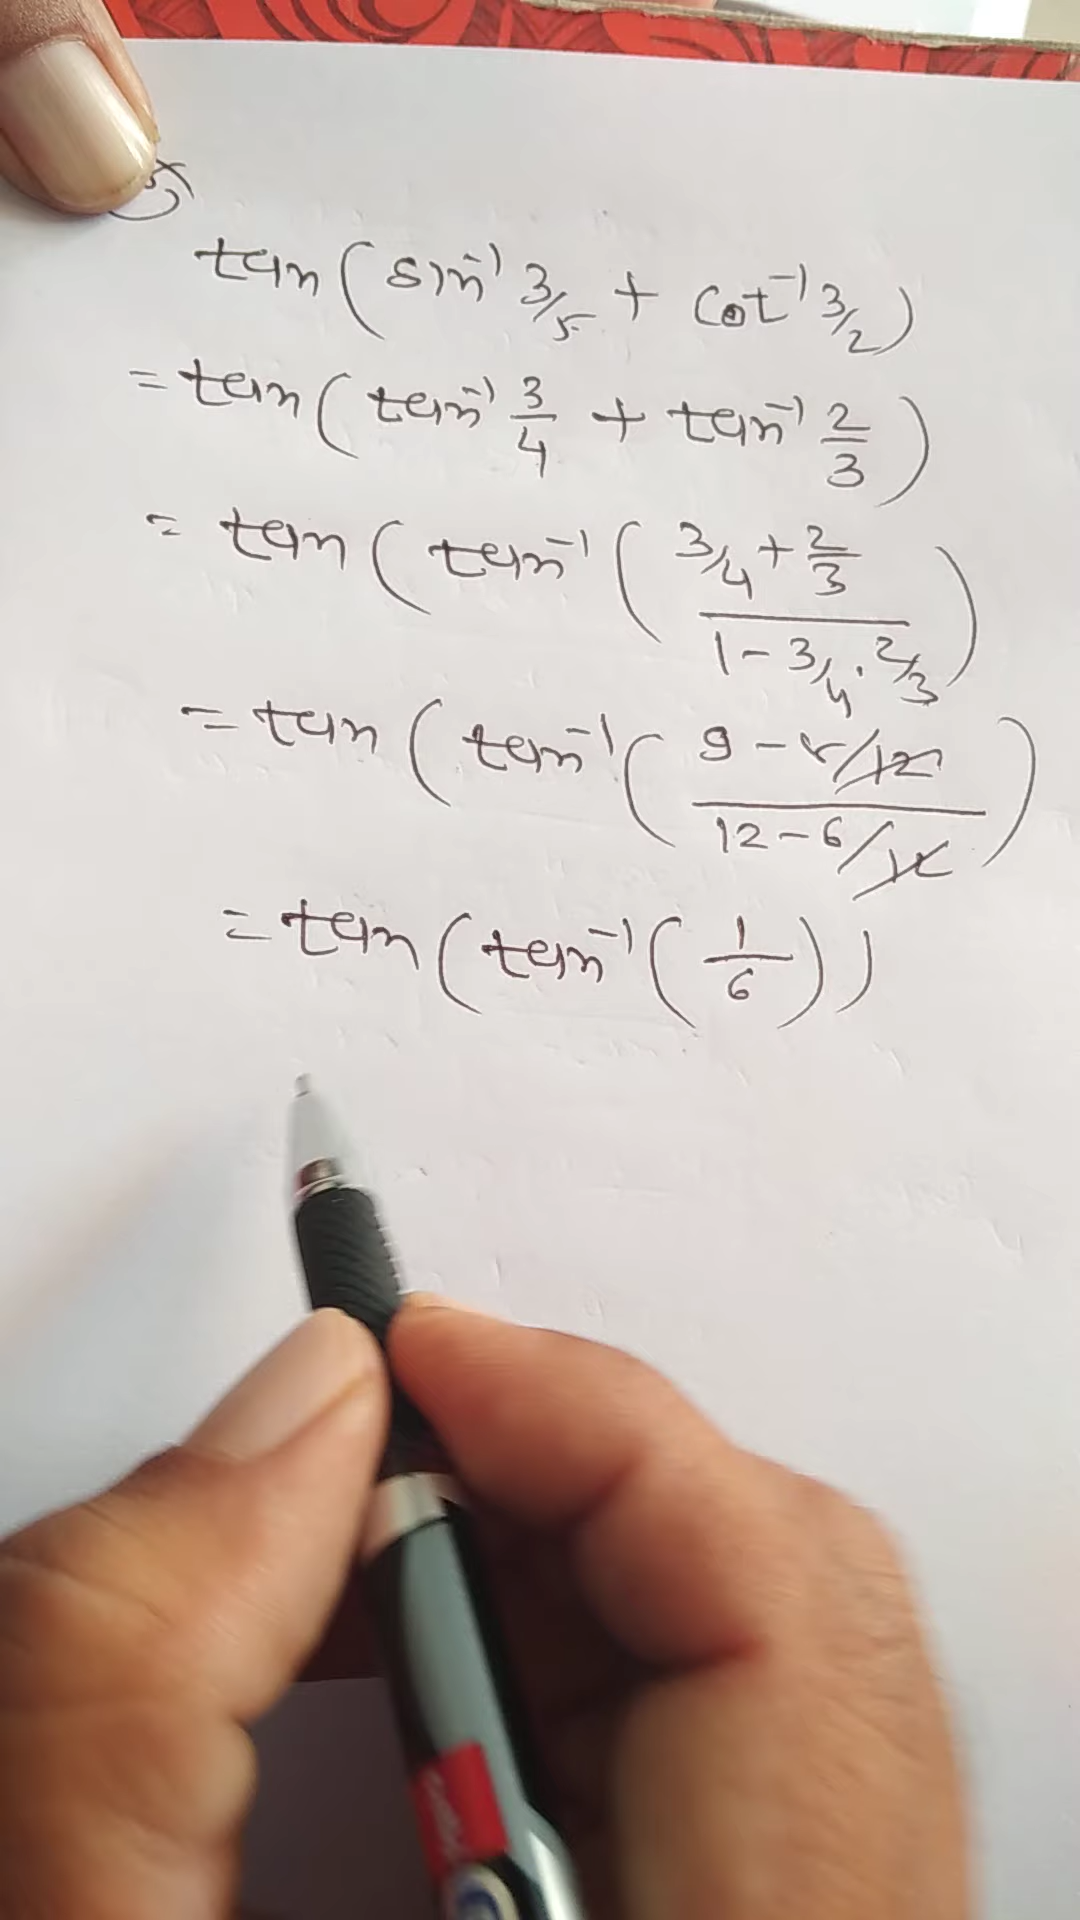 tan(sin⁻¹ 3/5 + cot⁻¹ 3/2)
= tan(tan⁻¹ 3/4 + tan⁻¹ 2/3)
= tan(tan⁻¹((3/4 + 2/3)/(1 - 3/4 · 2/3))
= tan(tan⁻¹((9 - 8/12)/(12 - 6/12))
= tan(tan⁻¹(1/6))